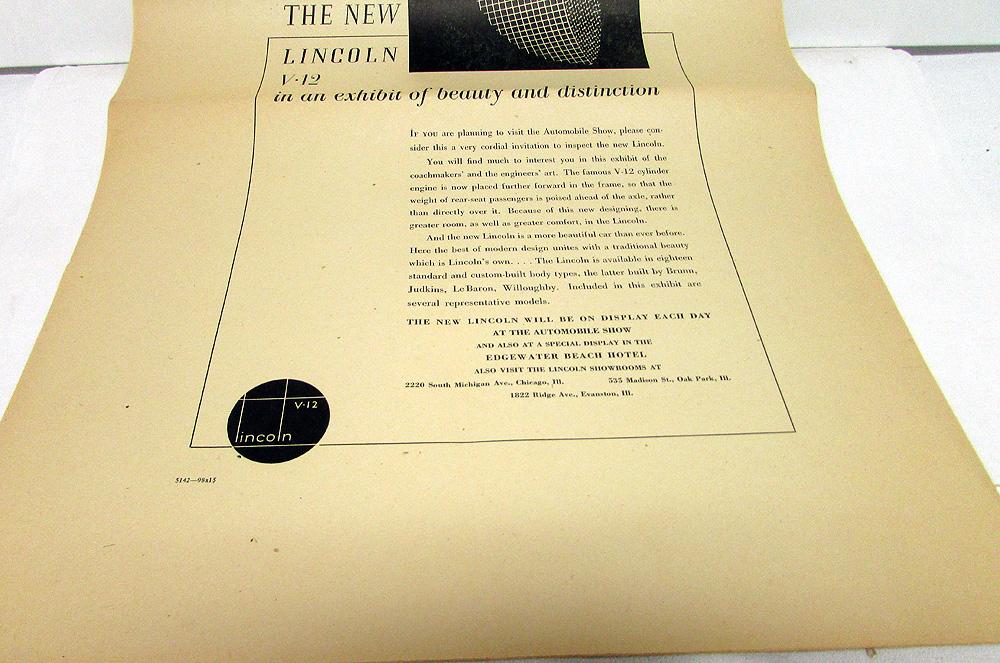 THE NEW
LINCOLN
V·12
in an exhibit of beauty and distinction
If you are planning to visit the Automobile Show, please con-
sider this a very cordial invitation to inspect the new Lincoln.
You will find much to interest you in this exhibit of the
coachmakers' and the engineers' art. The famous V-12 cylinder
engine is now placed further forward in the frame, so that the
weight of rear-seat passengers is poised ahead of the axle, rather
than directly over it. Because of this new designing, there is
greater room, as well as greater comfort, in the Lincoln.
And the new Lincoln is a more beautiful car than ever before.
Here the best of modern design unites with a traditional beauty
which is Lincoln's own. . . . The Lincoln is available in eighteen
standard and custom-built body types, the latter built by Brunn,
Judkins, LeBaron, Willoughby. Included in this exhibit are
several representative models.
THE NEW LINCOLN WILL BE ON DISPLAY EACH DAY
AT THE AUTOMOBILE SHOW
AND ALSO AT A SPECIAL DISPLAY IN THE
EDGEWATER BEACH HOTEL
ALSO VISIT THE LINCOLN SHOWROOMS AT
2220 South Michigan Ave., Chicago, Ill. 535 Madison St., Oak Park, Ill.
1822 Ridge Ave., Evanston, Ill.
V·12
lincoln
5142—98x15